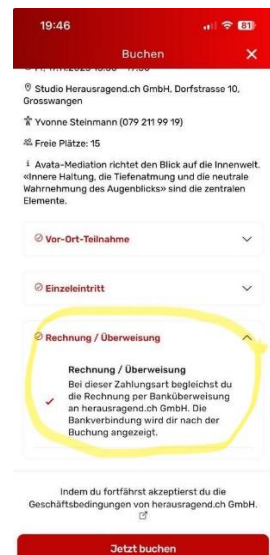 19:46
81
Buchen
Studio Herausragend.ch GmbH, Dorfstrasse 10,
Grosswangen
Yvonne Steinmann (079 211 99 19)
Freie Plätze: 15
Avata-Mediation richtet den Blick auf die Innenwelt.
«Innere Haltung, die Tiefenatmung und die neutrale
Wahrnehmung des Augenblicks» sind die zentralen
Elemente.
Vor-Ort-Teilnahme
Einzeleintritt
Rechnung / Überweisung
Rechnung / Überweisung
Bei dieser Zahlungsart begleichst du
die Rechnung per Banküberweisung
an herausragend.ch GmbH. Die
Bankverbindung wird dir nach der
Buchung angezeigt.
Indem du fortfährst akzeptierst du die
Geschäftsbedingungen von herausragend.ch GmbH.
Jetzt buchen